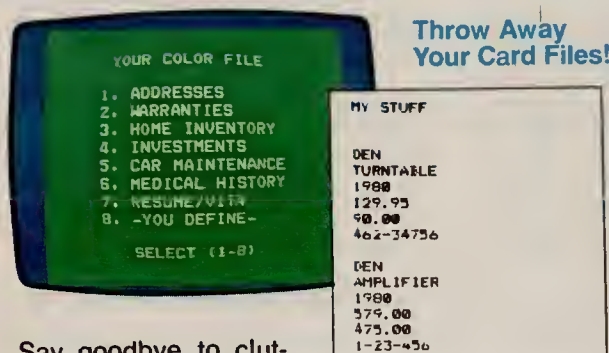 Throw Away
Your Card Files!
YOUR COLOR FILE
1. ADDRESSES
2. WARRANTIES
3. HOME INVENTORY
4. INVESTMENTS
5. CAR MAINTENANCE
6. MEDICAL HISTORY
7. RESUME/VITA
8. -YOU DEFINE-
SELECT (1-8)
MY STUFF
DEN
TURNTABLE
1980
129.95
90.00
462-34756
DEN
AMPLIFIER
1980
579.00
475.00
1-23-456
Say goodbye to clut-